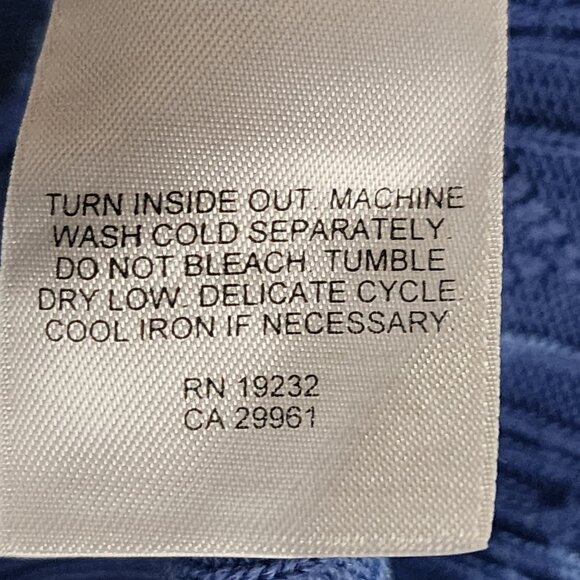 TURN INSIDE OUT. MACHINE
WASH COLD SEPARATELY.
DO NOT BLEACH. TUMBLE
DRY LOW. DELICATE CYCLE.
COOL IRON IF NECESSARY.
RN 19232
CA 29961